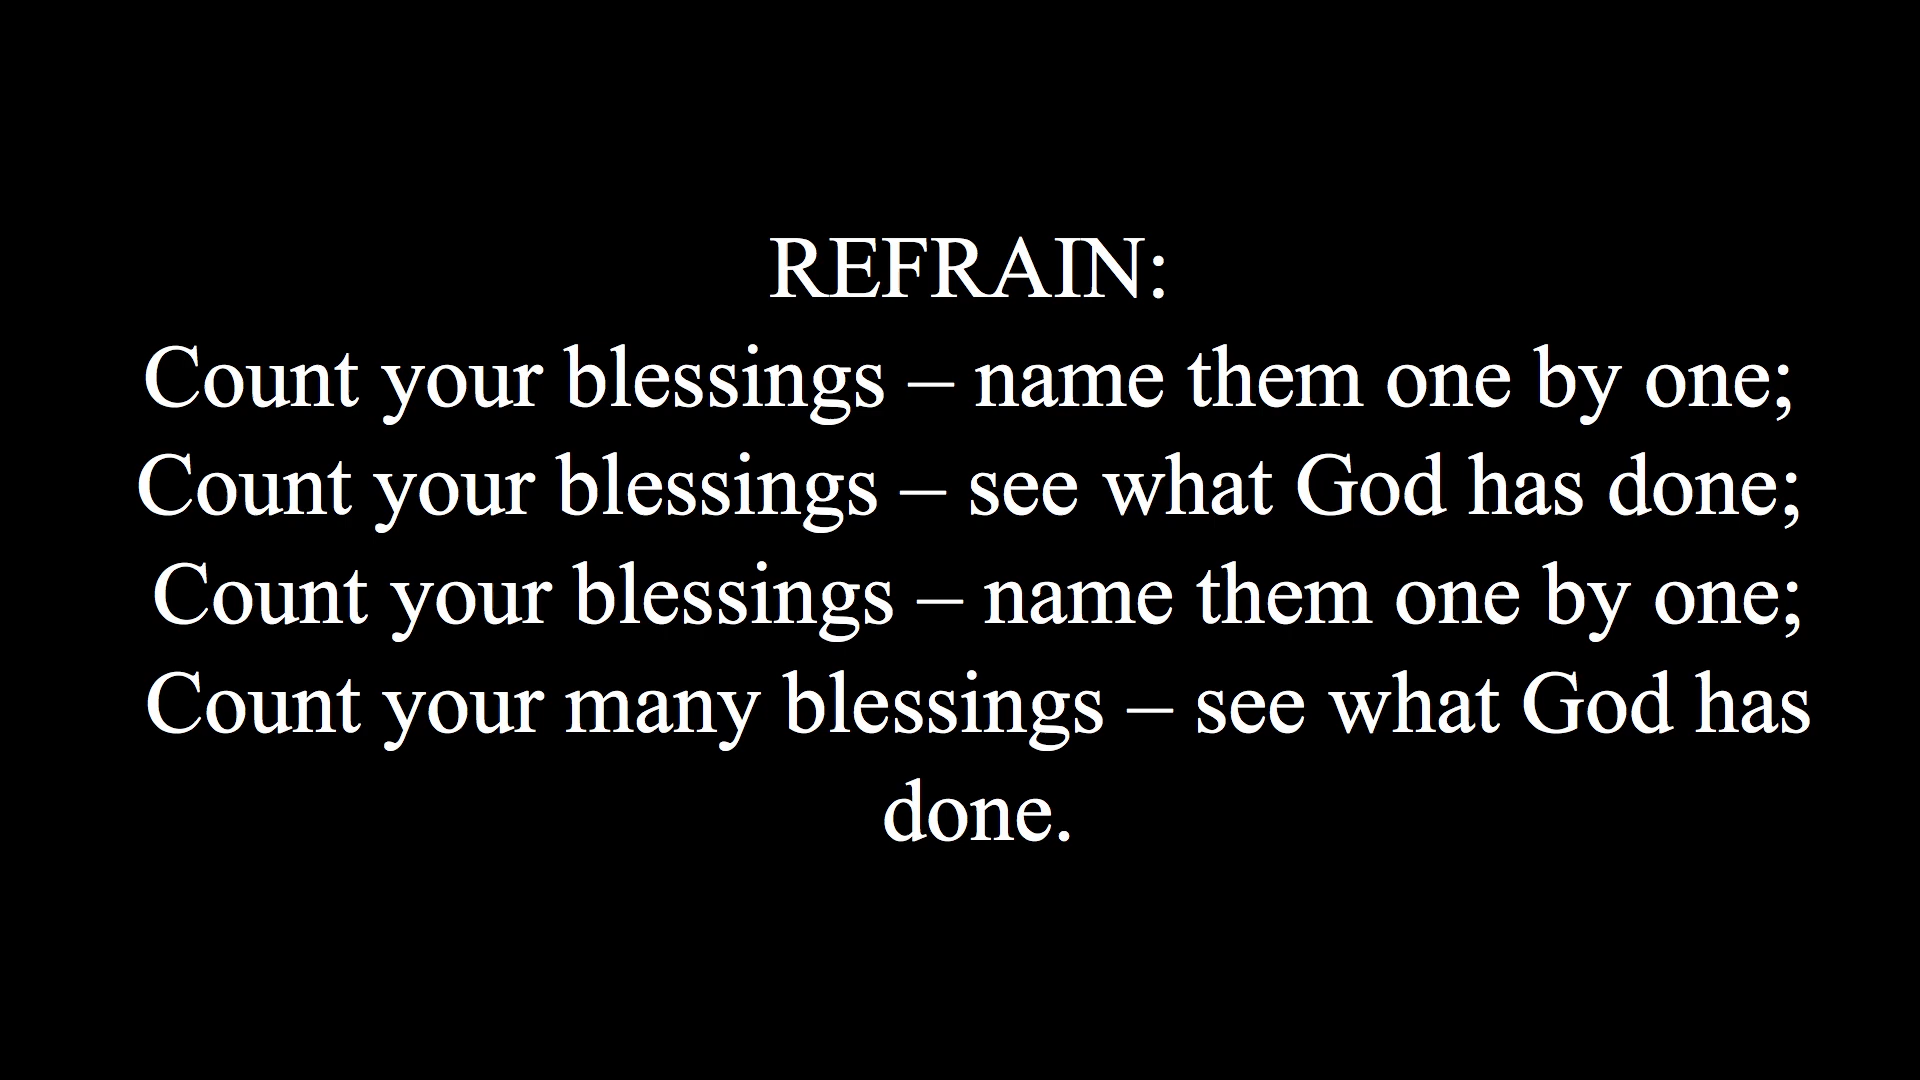 REFRAIN:
Count your blessings – name them one by one;
Count your blessings – see what God has done;
Count your blessings – name them one by one;
Count your many blessings – see what God has
done.